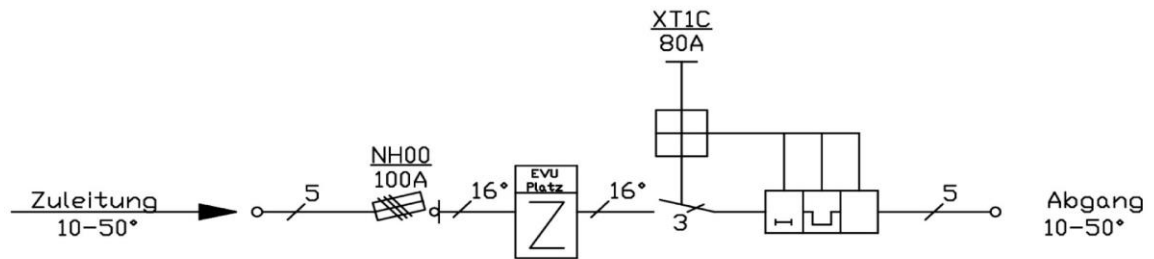 XT1C
80A
NH00
100A
EVU
Platz
Z
Zuleitung
10-50°
5
16°
16°
3
5
Abgang
10-50°
I